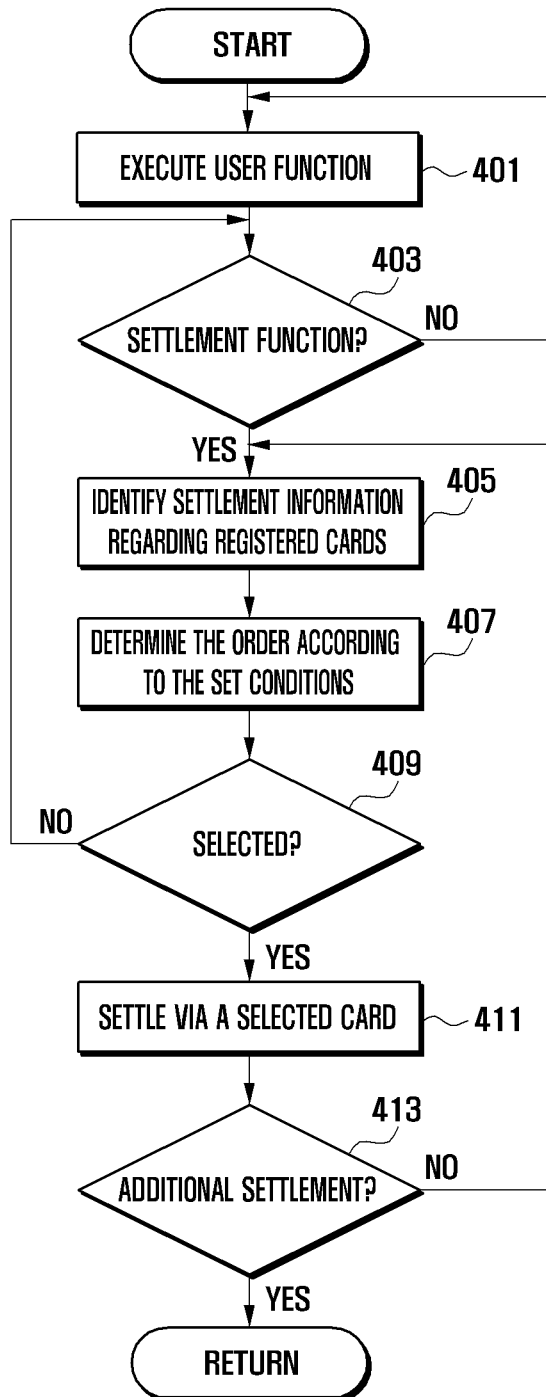 START
EXECUTE USER FUNCTION
401
403
SETTLEMENT FUNCTION?
NO
YES
405
IDENTIFY SETTLEMENT INFORMATION
REGARDING REGISTERED CARDS
407
DETERMINE THE ORDER ACCORDING
TO THE SET CONDITIONS
409
NO
SELECTED?
YES
SETTLE VIA A SELECTED CARD
411
413
NO
ADDITIONAL SETTLEMENT?
YES
RETURN